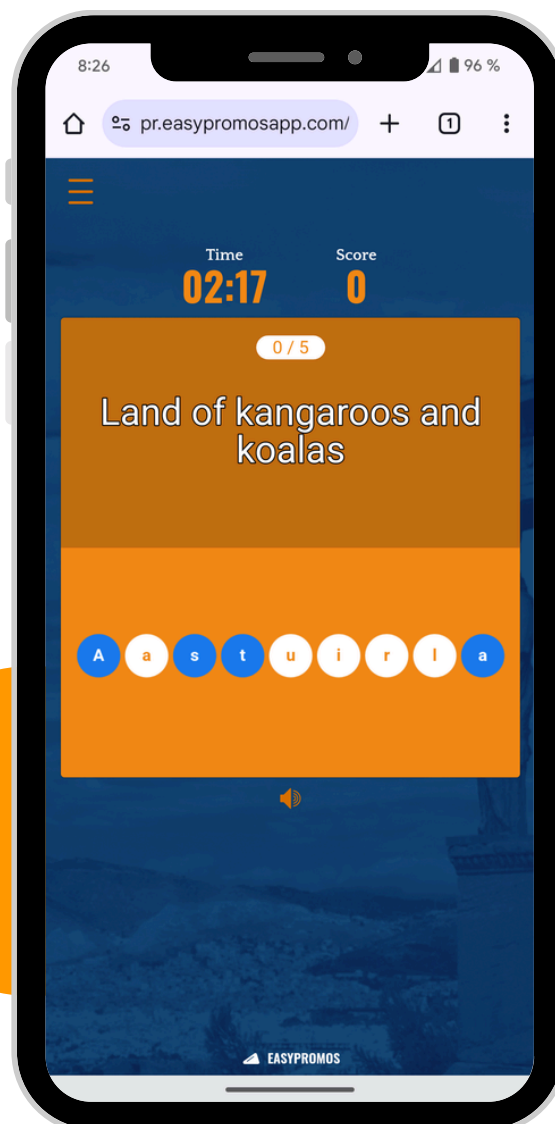 8:26
96 %
pr.easypromosapp.com/
1
Time
Score
02:17
0
0 / 5
Land of kangaroos and
koalas
A a s t u i r l a
EASYPROMOS